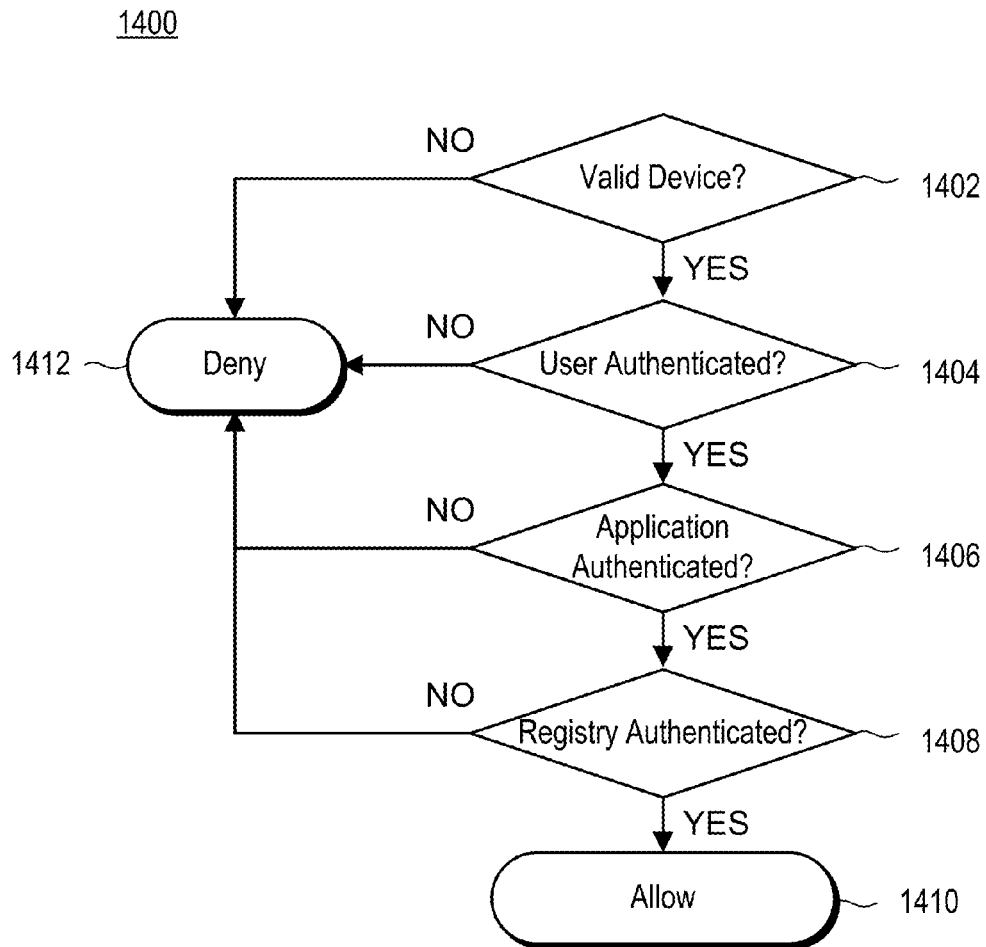 1400
NO
Valid Device?
1402
YES
NO
1412
Deny
User Authenticated?
1404
YES
NO
Application
Authenticated?
1406
YES
NO
Registry Authenticated?
1408
YES
Allow
1410